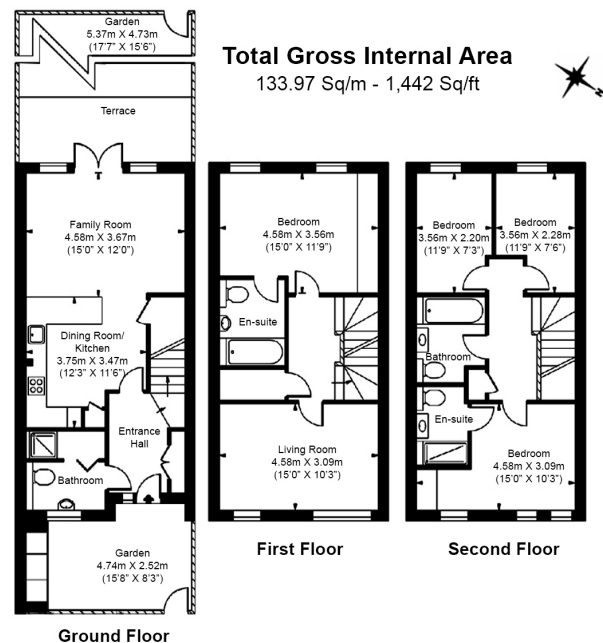 Garden
5.37m X 4.73m
(17'7" X 15'6")
Total Gross Internal Area
133.97 Sq/m - 1,442 Sq/ft
N
Terrace
Family Room
4.58m X 3.67m
(15'0" X 12'0)
Dining Room/
Kitchen
3.75m X 3.47m
(12'3" X 11'6")
Entrance
Hall
Bathroom
Garden
4.74m X 2.52m
(15'8" X 8'3")
Ground Floor
Bedroom
4.58m X 3.56m
(15'0" X 11'9")
En-suite
Living Room
4.58m X 3.09m
(15'0" X 10'3")
First Floor
Bedroom
3.56m X 2.20m
(11'9" X 7'3")
Bedroom
3.56m X 2.28m
(11'9" X 7'6")
Bathroom
En-suite
Bedroom
4.58m X 3.09m
(15'0" X 10'3")
Second Floor